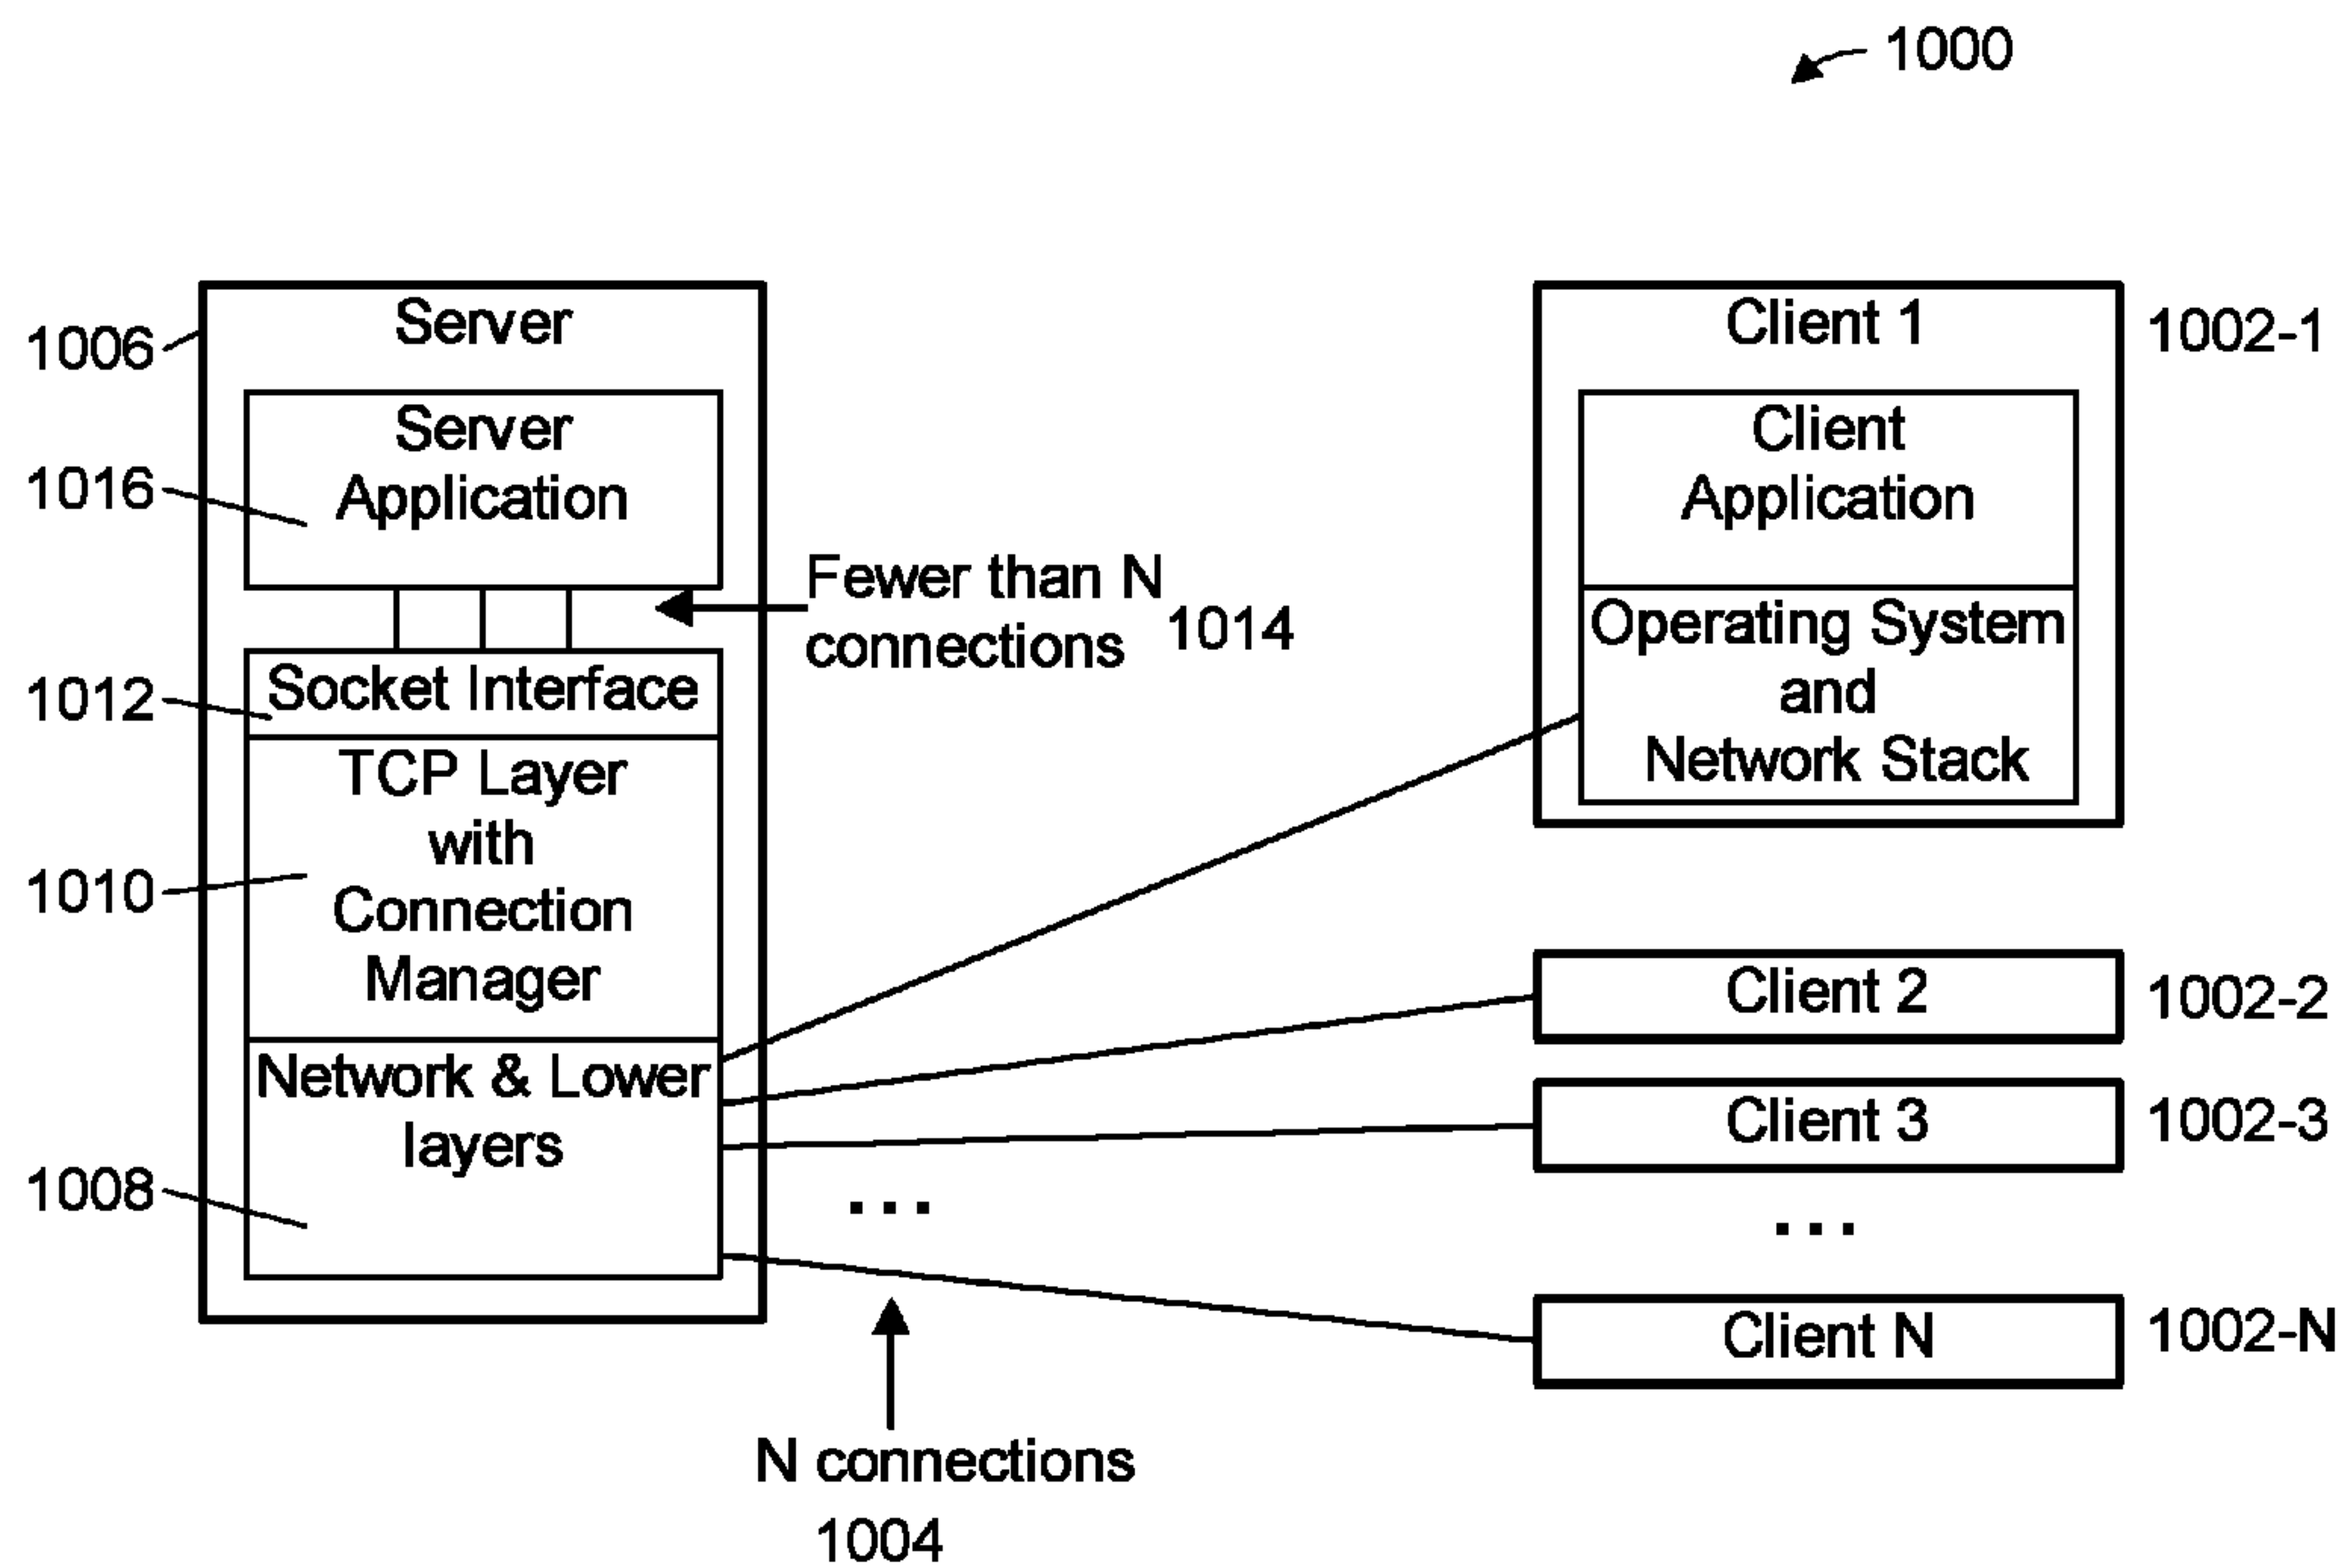 1000
1006
Server
Server
Application
1016
Fewer than N
connections
1014
Socket Interface
1012
TCP Layer
with
Connection
Manager
1010
Network & Lower
layers
1008
...
N connections
1004
Client 1
1002-1
Client
Application
Operating System
and
Network Stack
Client 2
1002-2
Client 3
1002-3
...
Client N
1002-N